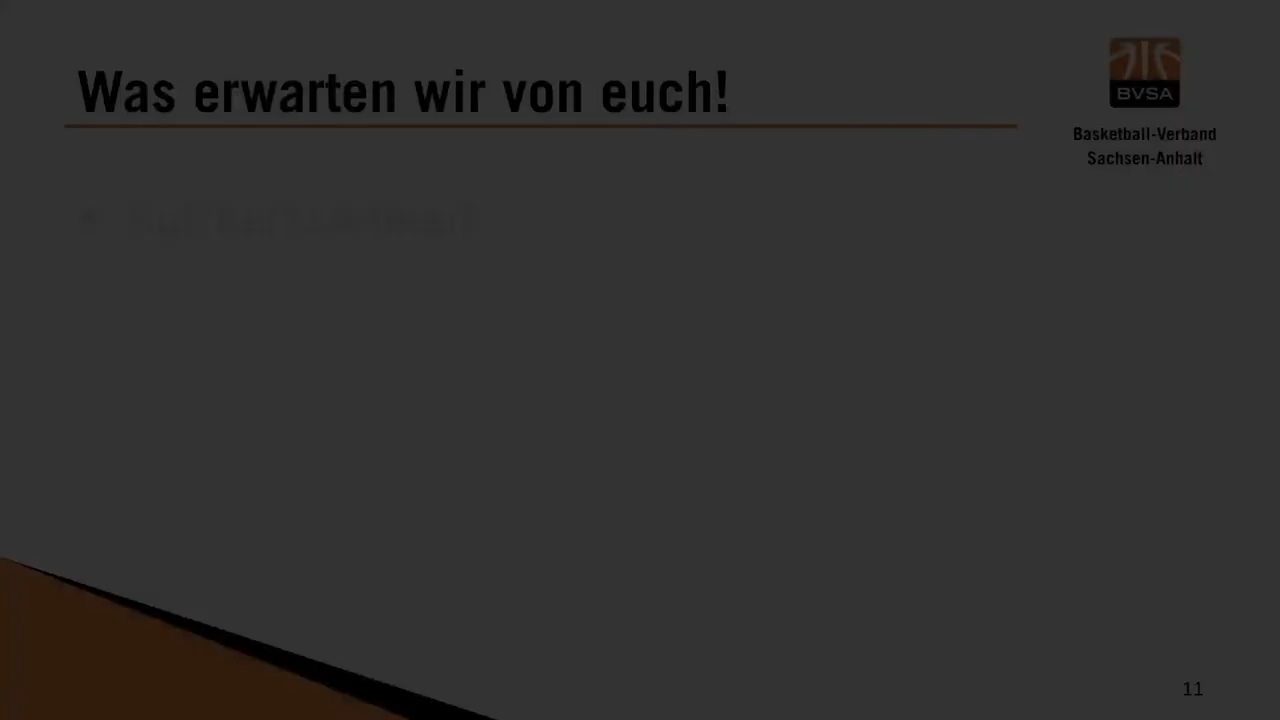 Was erwarten wir von euch!
BVSA
Basketball-Verband
Sachsen-Anhalt
11